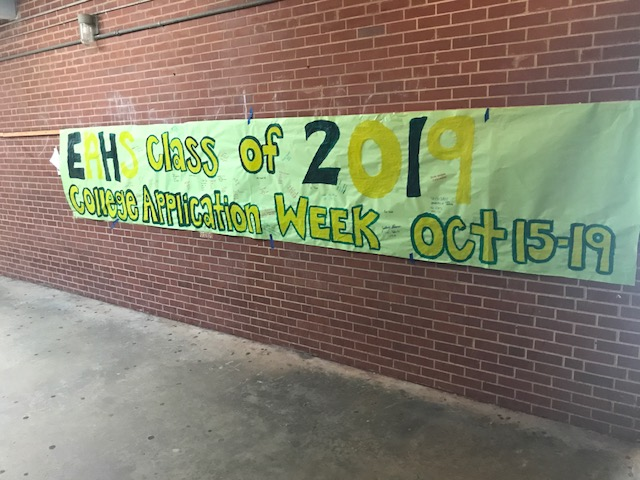 EAHS Class of 2019
College Application Week Oct 15-19